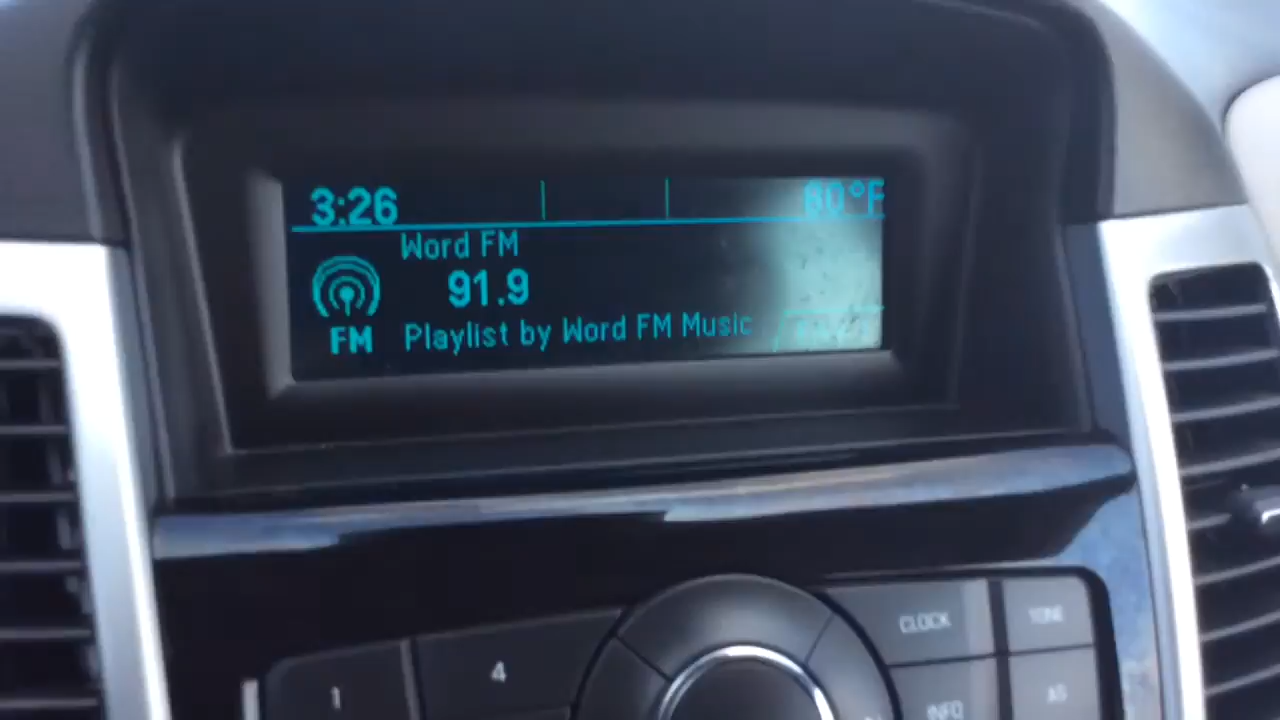 3:26 80°F
Word FM
91.9
FM Playlist by Word FM Music
CLOCK TONE
1 4
INFO AS